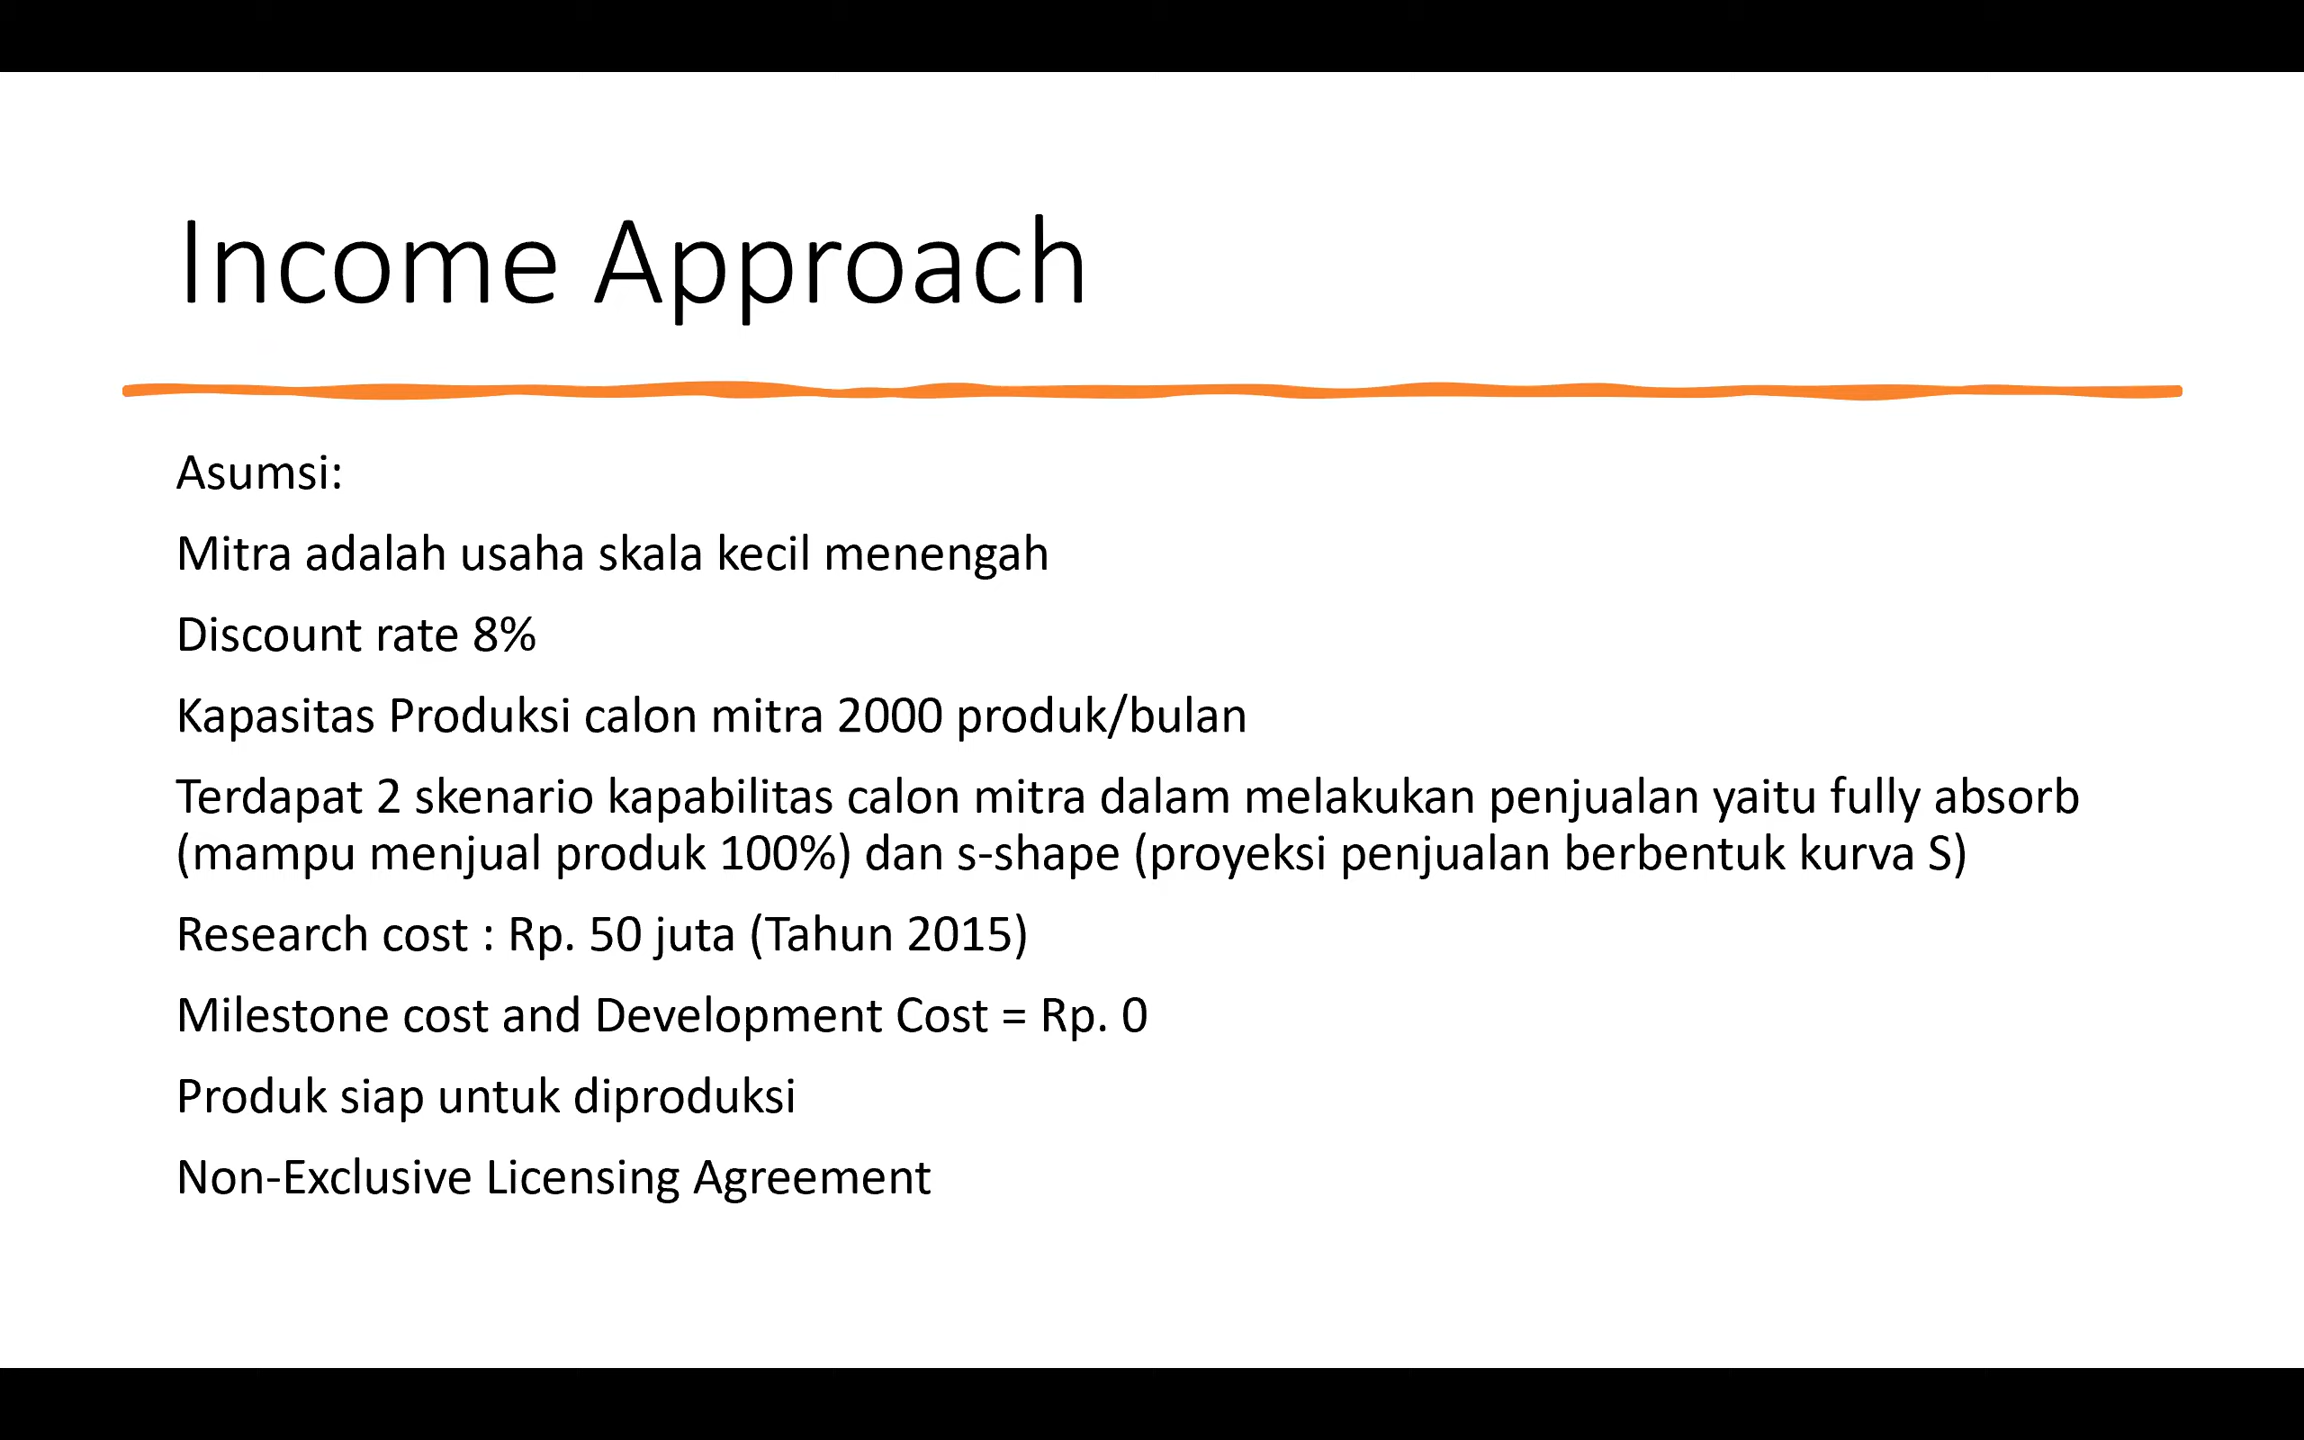 Income Approach
Asumsi:
Mitra adalah usaha skala kecil menengah
Discount rate 8%
Kapasitas Produksi calon mitra 2000 produk/bulan
Terdapat 2 skenario kapabilitas calon mitra dalam melakukan penjualan yaitu fully absorb
(mampu menjual produk 100%) dan s-shape (proyeksi penjualan berbentuk kurva S)
Research cost : Rp. 50 juta (Tahun 2015)
Milestone cost and Development Cost = Rp. 0
Produk siap untuk diproduksi
Non-Exclusive Licensing Agreement